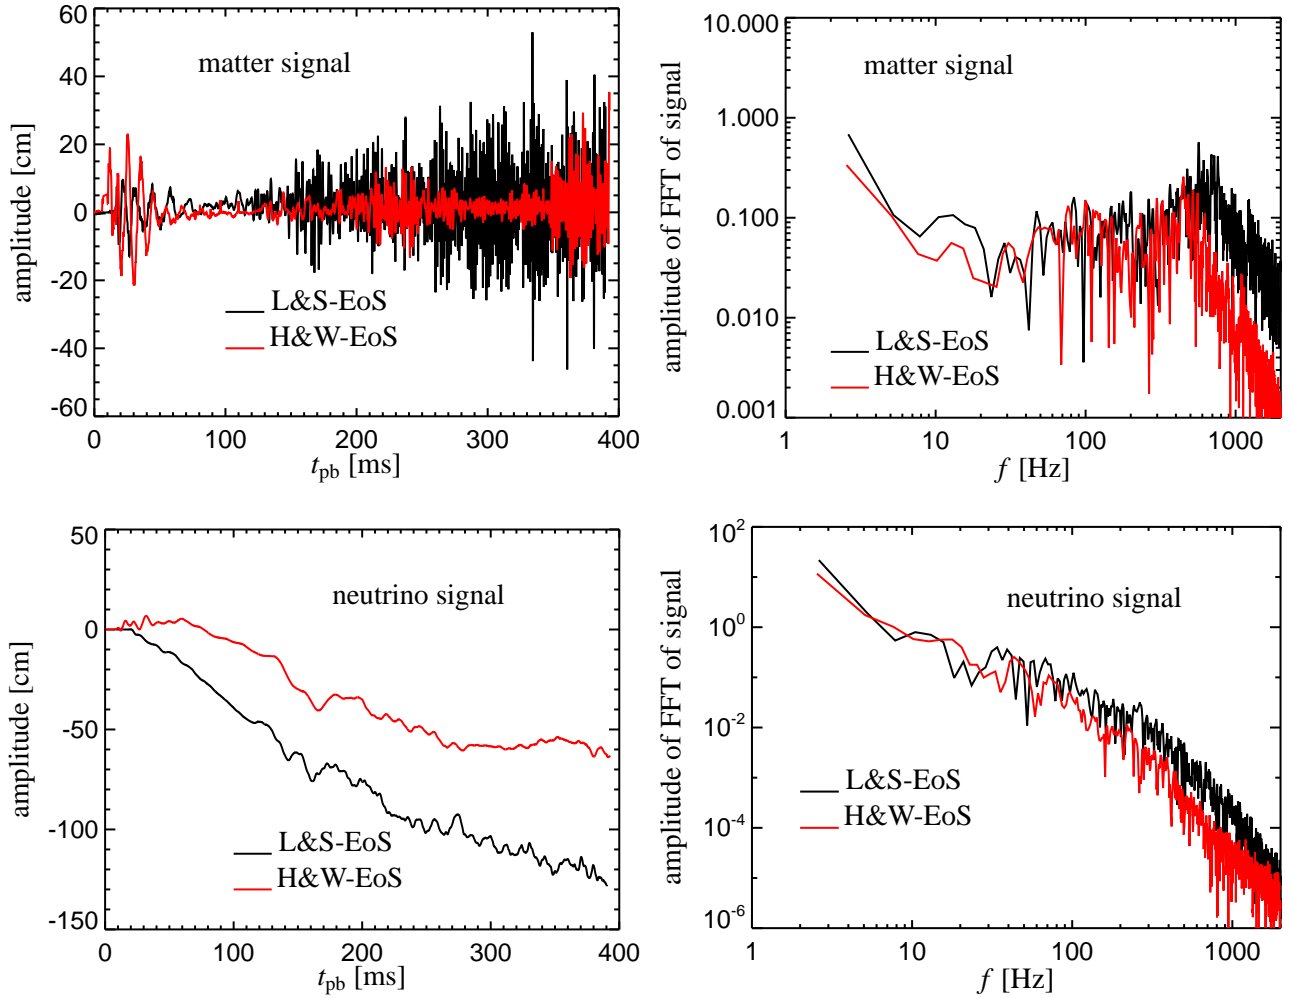 60
40
20
0
-20
-40
-60
amplitude [cm]
matter signal
L&S-EoS
H&W-EoS
0 100 200 300 400
t_pb [ms]
10.000
1.000
0.100
0.010
0.001
amplitude of FFT of signal
matter signal
L&S-EoS
H&W-EoS
1 10 100 1000
f [Hz]
50
0
-50
-100
-150
amplitude [cm]
neutrino signal
L&S-EoS
H&W-EoS
0 100 200 300 400
t_pb [ms]
10^2
10^0
10^-2
10^-4
10^-6
amplitude of FFT of signal
neutrino signal
L&S-EoS
H&W-EoS
1 10 100 1000
f [Hz]